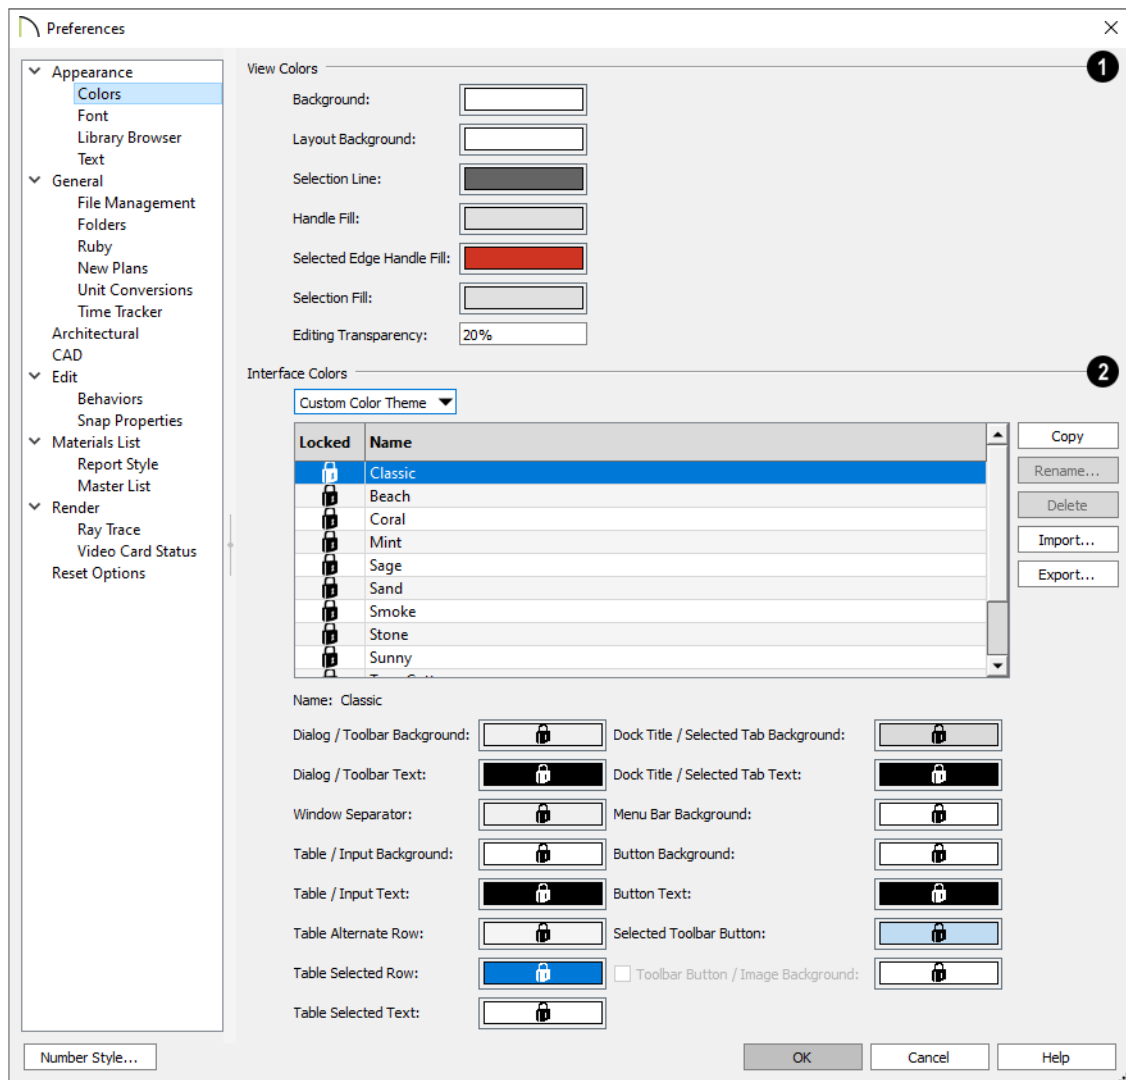 Preferences
Appearance
Colors
Font
Library Browser
Text
General
File Management
Folders
Ruby
New Plans
Unit Conversions
Time Tracker
Architectural
CAD
Edit
Behaviors
Snap Properties
Materials List
Report Style
Master List
Render
Ray Trace
Video Card Status
Reset Options
View Colors 1
Background:
Layout Background:
Selection Line:
Handle Fill:
Selected Edge Handle Fill:
Selection Fill:
Editing Transparency: 20%
Interface Colors 2
Custom Color Theme
Locked Name
Classic
Beach
Coral
Mint
Sage
Sand
Smoke
Stone
Sunny
Copy
Rename...
Delete
Import...
Export...
Name: Classic
Dialog / Toolbar Background: Dock Title / Selected Tab Background:
Dialog / Toolbar Text: Dock Title / Selected Tab Text:
Window Separator: Menu Bar Background:
Table / Input Background: Button Background:
Table / Input Text: Button Text:
Table Alternate Row: Selected Toolbar Button:
Table Selected Row: Toolbar Button / Image Background:
Table Selected Text:
Number Style... OK Cancel Help